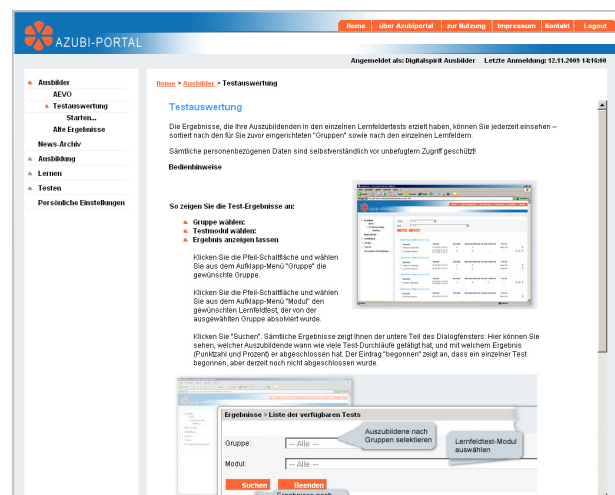 Home über Azubiportal zur Nutzung Impressum Kontakt Logout
AZUBI-PORTAL
Angemeldet als: Digitalspirit Ausbilder Letzte Anmeldung: 12.11.2009 14:16:00
Ausbilder
AEVO
Testauswertung
Starten...
Alte Ergebnisse
News-Archiv
Ausbildung
Lernen
Testen
Persönliche Einstellungen
Home > Ausbilder > Testauswertung
Testauswertung
Die Ergebnisse, die Ihre Auszubildenden in den einzelnen Lernfeldertests erzielt haben, können Sie jederzeit einsehen –
sortiert nach den für Sie zuvor eingerichteten "Gruppen" sowie nach den einzelnen Lernfeldern.
Sämtliche personenbezogenen Daten sind selbstverständlich vor unbefugtem Zugriff geschützt!
Bedienhinweise
So zeigen Sie die Test-Ergebnisse an:
Gruppe wählen:
Testmodul wählen:
Ergebnis anzeigen lassen
Klicken Sie die Pfeil-Schaltfläche und wählen
Sie aus dem Aufklapp-Menü "Gruppe" die
gewünschte Gruppe.
Klicken Sie die Pfeil-Schaltfläche und wählen
Sie aus dem Aufklapp-Menü "Modul" den
gewünschten Lernfeldtest, der von der
ausgewählten Gruppe absolviert wurde.
Klicken Sie "Suchen". Sämtliche Ergebnisse zeigt Ihnen der untere Teil des Dialogfensters: Hier können Sie
sehen, welcher Auszubildende wann wie viele Test-Durchläufe getätigt hat, und mit welchem Ergebnis
(Punktzahl und Prozent) er abgeschlossen hat. Der Eintrag "begonnen" zeigt an, dass ein einzelner Test
begonnen, aber derzeit noch nicht abgeschlossen wurde.
Ergebnisse > Liste der verfügbaren Tests
Auszubildene nach
Gruppen selektieren
Gruppe: -- Alle --
Lernfeldtest-Modul
auswählen
Modul: -- Alle --
Suchen Beenden
Ergebnisse nach